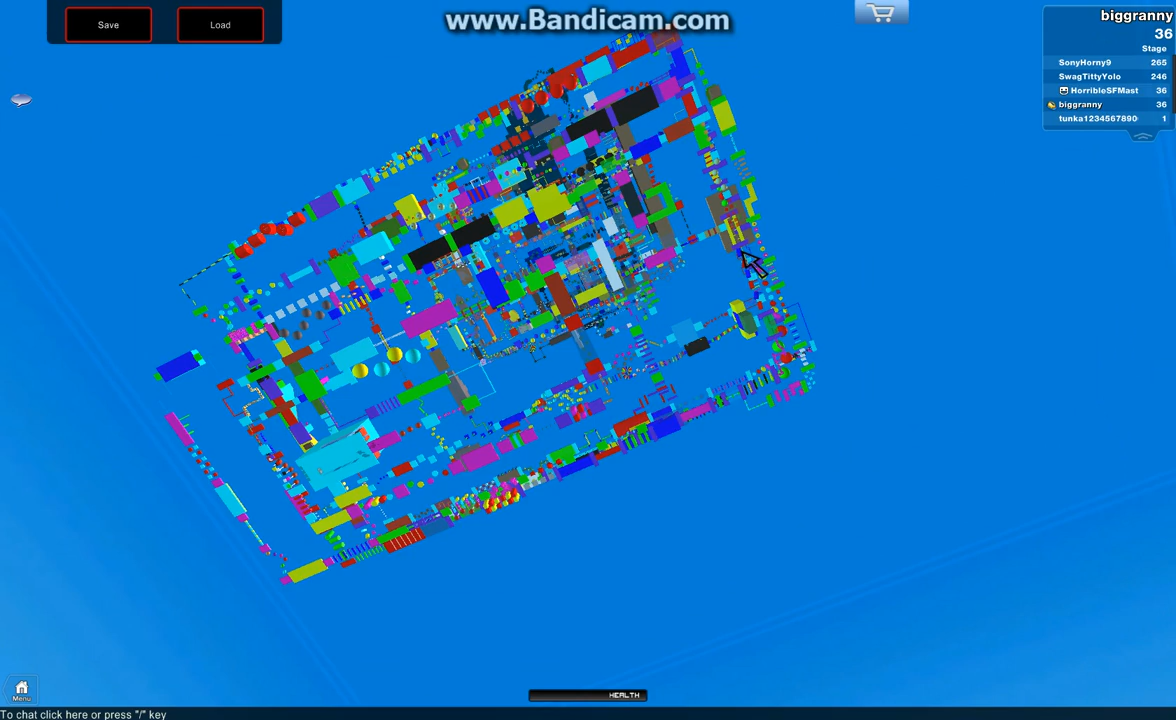 www.Bandicam.com
Save
Load
biggranny
36
Stage
SonyHorny9 265
SwagTittyYolo 246
HorribleSFMast 36
biggranny 36
tunka1234567890 1
Menu
HEALTH
To chat click here or press "/" key